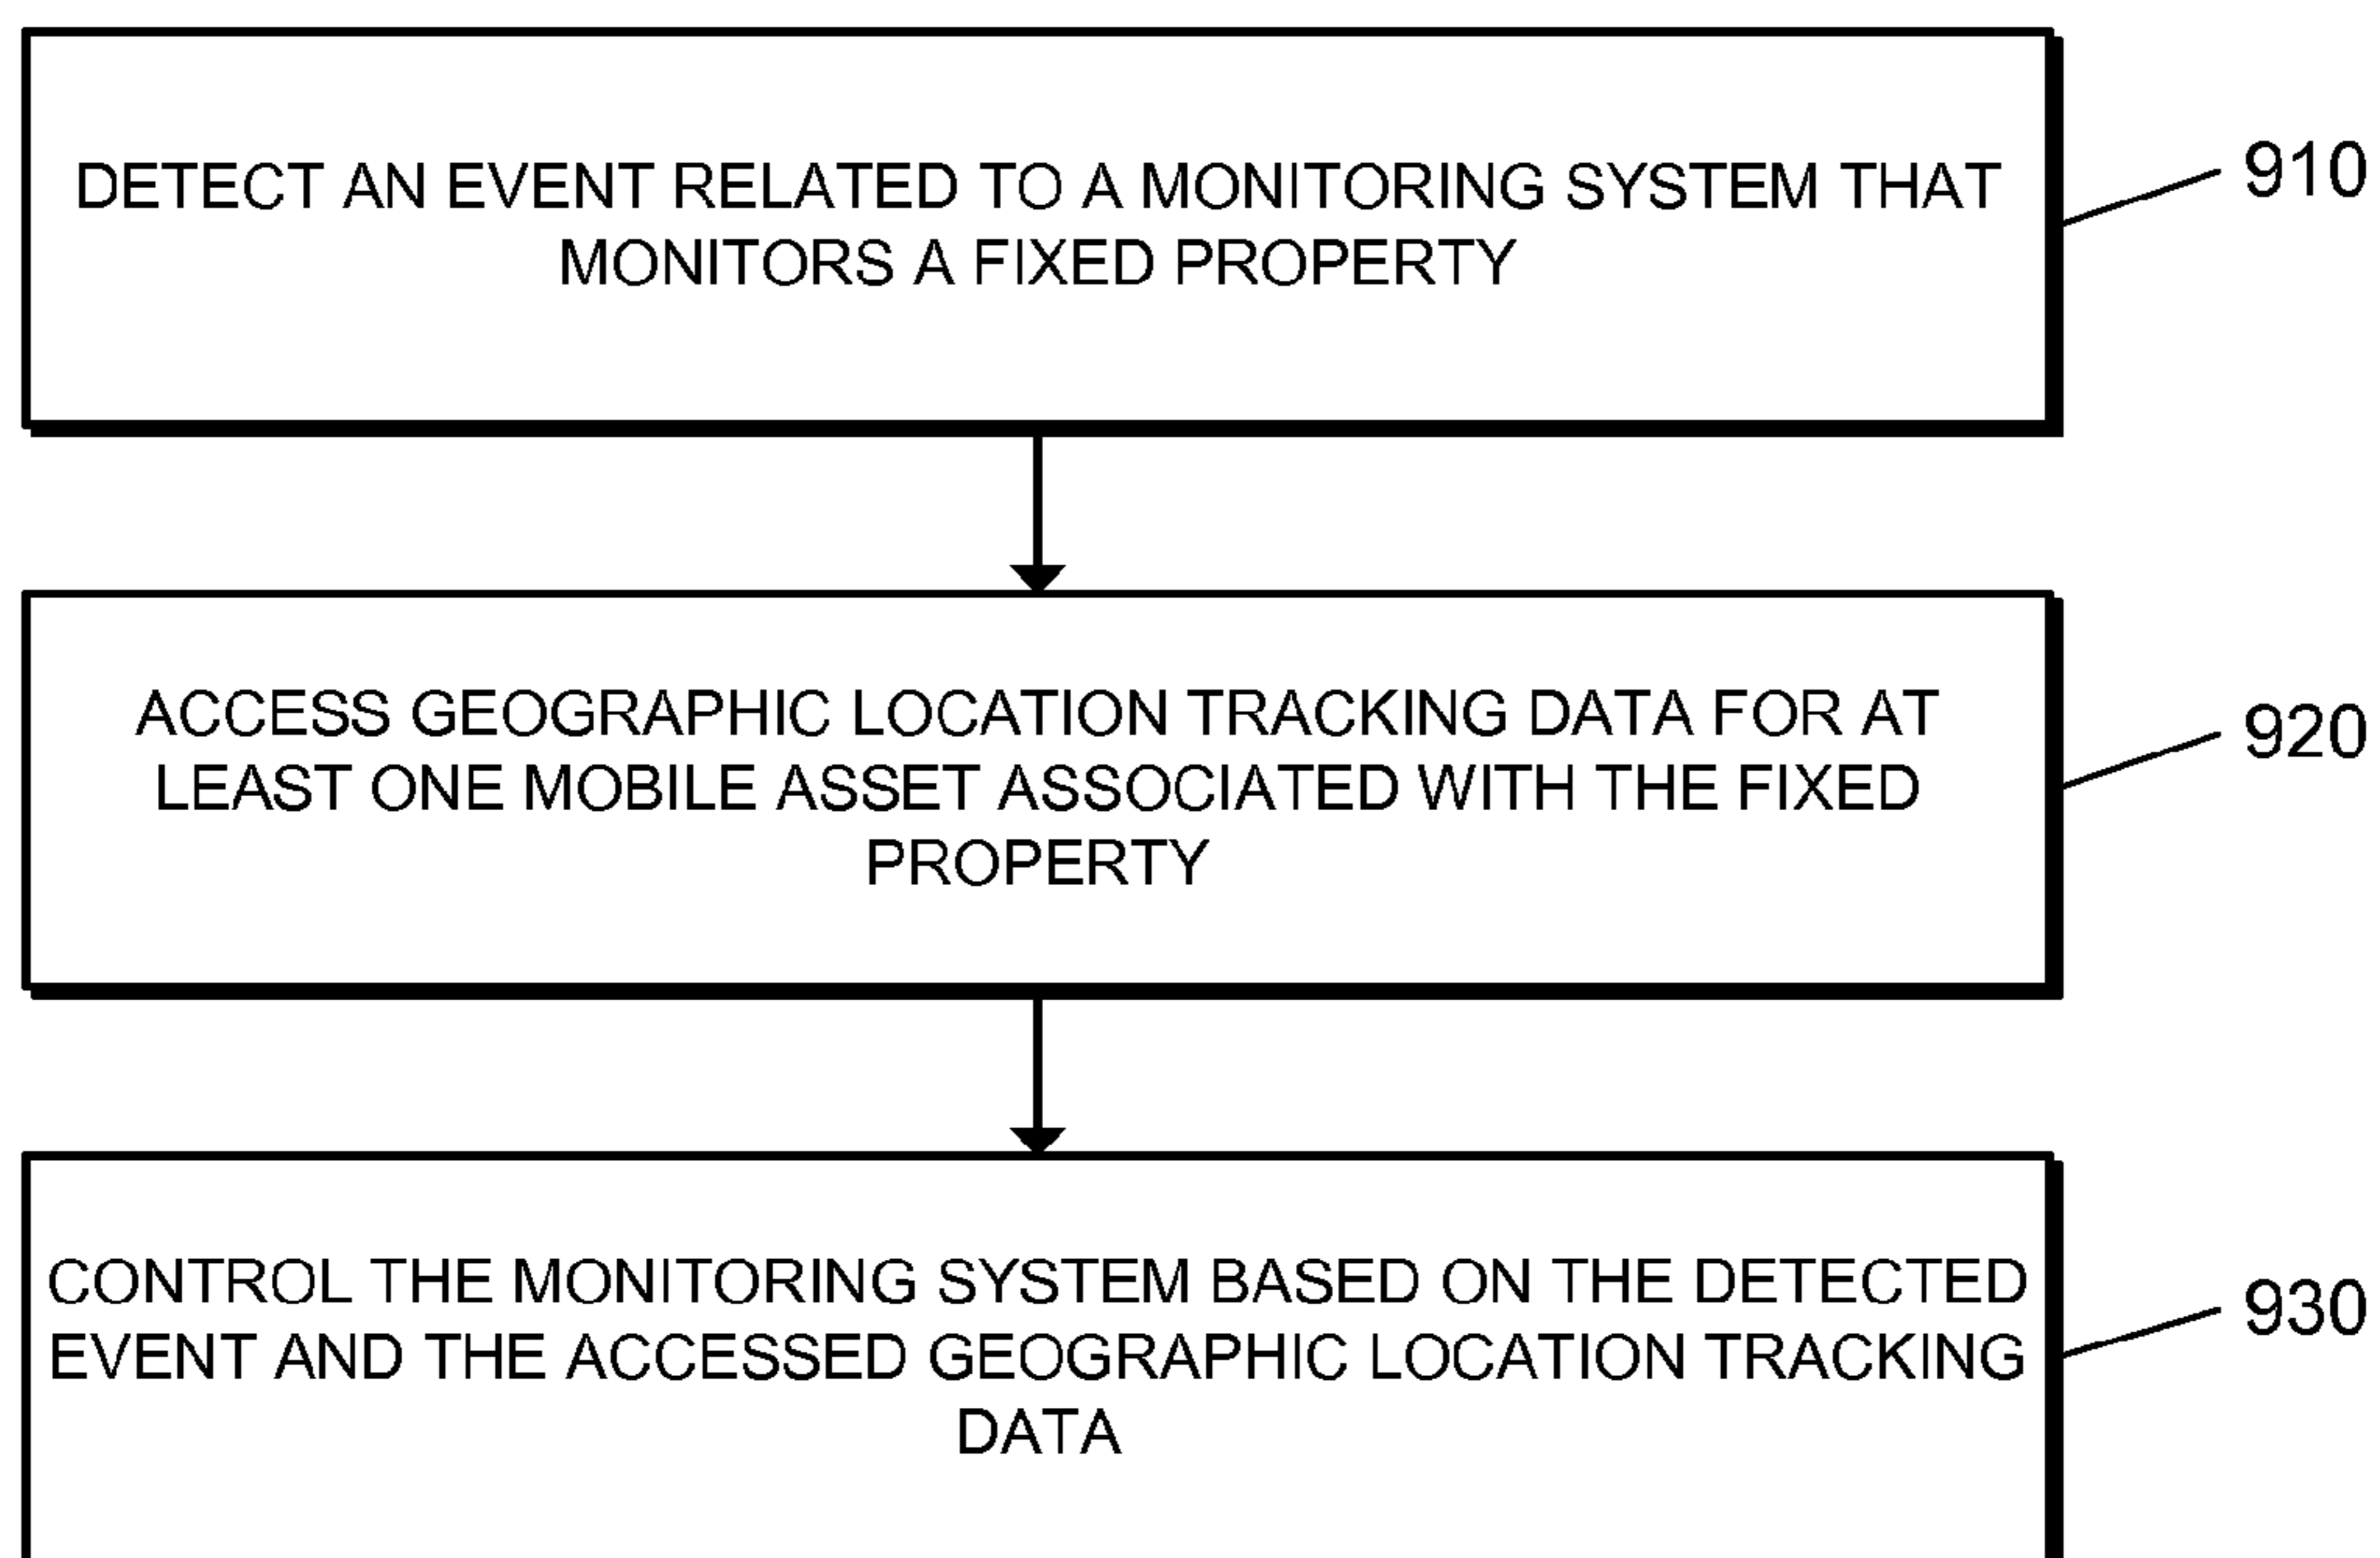 DETECT AN EVENT RELATED TO A MONITORING SYSTEM THAT
MONITORS A FIXED PROPERTY
910
ACCESS GEOGRAPHIC LOCATION TRACKING DATA FOR AT
LEAST ONE MOBILE ASSET ASSOCIATED WITH THE FIXED
PROPERTY
920
CONTROL THE MONITORING SYSTEM BASED ON THE DETECTED
EVENT AND THE ACCESSED GEOGRAPHIC LOCATION TRACKING
DATA
930